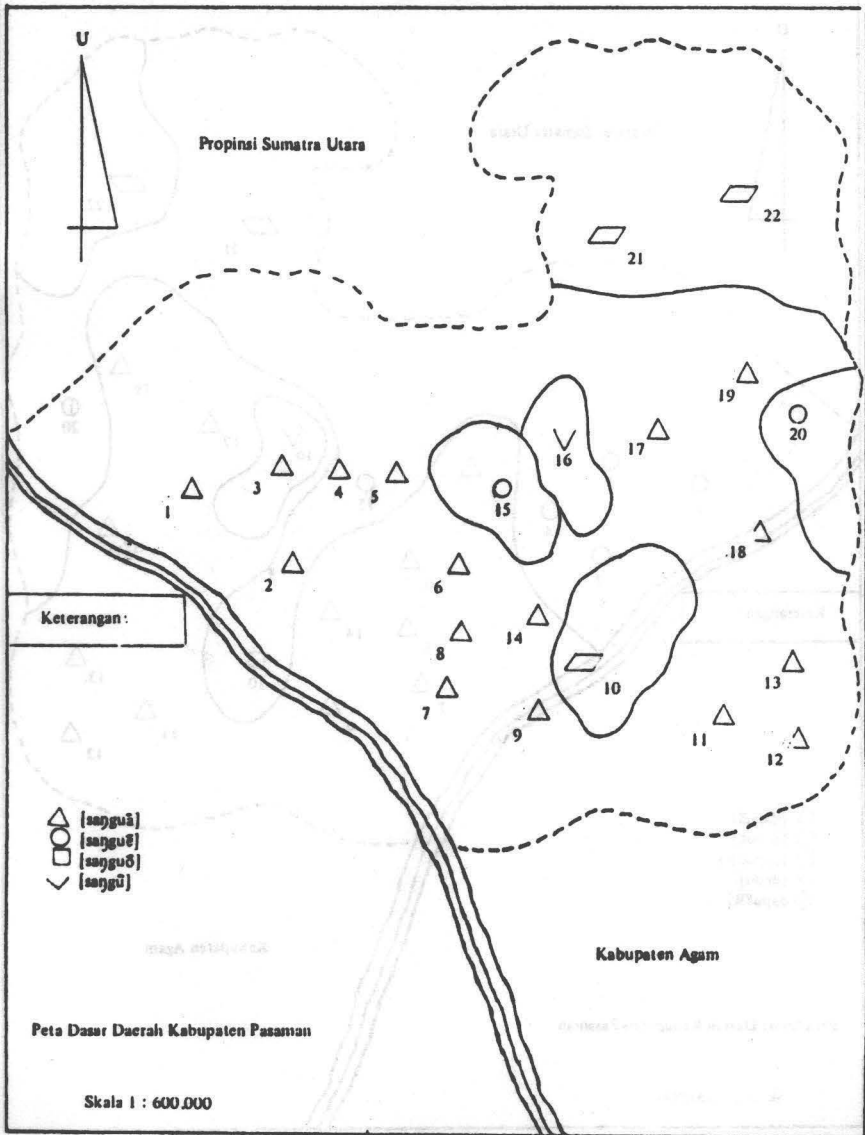 U
Propinsi Sumatra Utara
22
21
19
20
17
16
3
4
5
1
15
18
2
6
Keterangan :
14
8
13
10
7
9
11
12
△ [saŋguã]
○ [saŋguẽ]
□ [saŋguõ]
∨ [saŋgũ]
Kabupaten Agam
Peta Dasar Daerah Kabupaten Pasaman
Skala 1 : 600.000